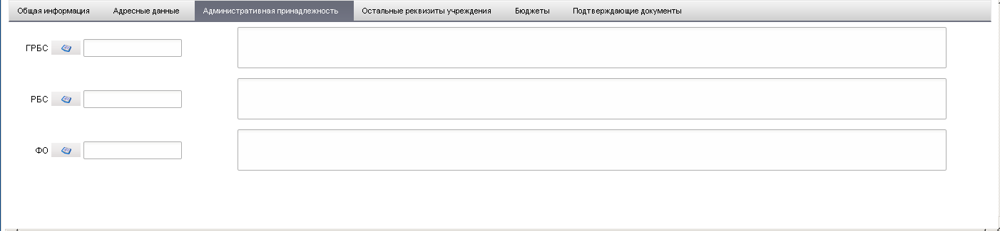 Общая информация Адресные данные Административная принадлежность Остальные реквизиты учреждения Бюджеты Подтверждающие документы
ГРБС
РБС
ФО